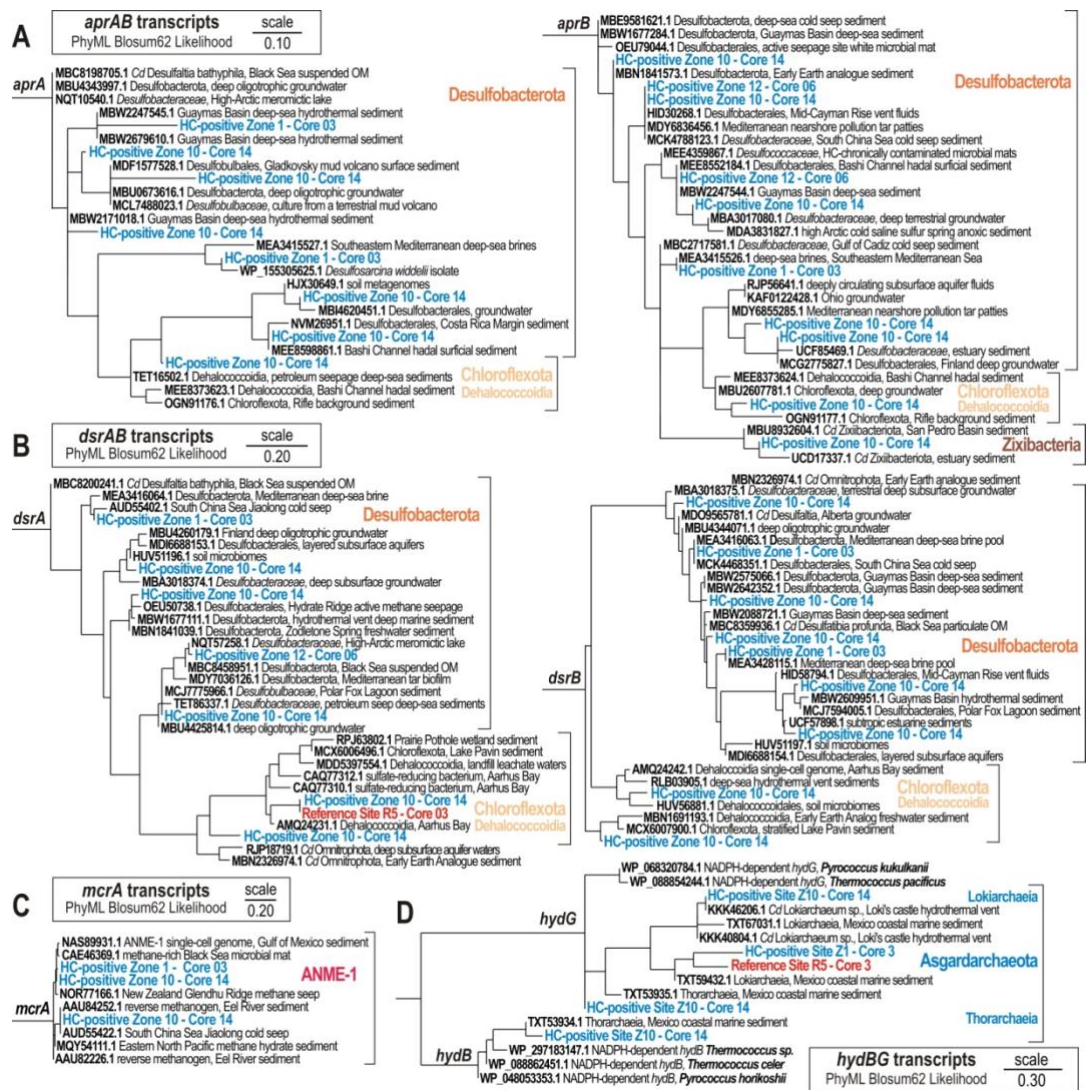 A
aprAB transcripts
PhyML Blosum62 Likelihood
scale
0.10
aprA
MBC8198705.1 Cd Desulfaltia bathyphila, Black Sea suspended OM
MBU4343997.1 Desulfobacterota, deep oligotrophic groundwater
NQT10540.1 Desulfobacteraceae, High-Arctic meromictic lake
MBW2247545.1 Guaymas Basin deep-sea hydrothermal sediment
HC-positive Zone 1 - Core 03
MBW2679610.1 Guaymas Basin deep-sea hydrothermal sediment
HC-positive Zone 10 - Core 14
MDF1577528.1 Desulfobulbales, Gladkovsky mud volcano surface sediment
HC-positive Zone 10 - Core 14
MBU0673616.1 Desulfobacterota, deep oligotrophic groundwater
MCL7488023.1 Desulfobulbaceae, culture from a terrestrial mud volcano
MBW2171018.1 Guaymas Basin deep-sea hydrothermal sediment
HC-positive Zone 10 - Core 14
MEA3415527.1 Southeastern Mediterranean deep-sea brines
HC-positive Zone 1 - Core 03
WP_155305625.1 Desulfosarcina widdelii isolate
HJX30649.1 soil metagenomes
HC-positive Zone 10 - Core 14
MBI4620451.1 Desulfobacterales, groundwater
NVM26951.1 Desulfobacterales, Costa Rica Margin sediment
HC-positive Zone 10 - Core 14
MEE8598861.1 Bashi Channel hadal surficial sediment
HC-positive Zone 10 - Core 14
TET16502.1 Dehalococcoidia, petroleum seepage deep-sea sediments
MEE8373623.1 Dehalococcoidia, Bashi Channel hadal sediment
OGN91176.1 Chloroflexota, Rifle background sediment
Desulfobacterota
Chloroflexota
Dehalococcoidia
aprB
MBE9581621.1 Desulfobacterota, deep-sea cold seep sediment
MBW1677284.1 Desulfobacterota, Guaymas Basin deep-sea sediment
OEU79044.1 Desulfobacterales, active seepage site white microbial mat
HC-positive Zone 10 - Core 14
MBN1841573.1 Desulfobacterota, Early Earth analogue sediment
HC-positive Zone 12 - Core 06
HC-positive Zone 10 - Core 14
HID30268.1 Desulfobacterales, Mid-Cayman Rise vent fluids
MDY6836456.1 Mediterranean nearshore pollution tar patties
MCK4788123.1 Desulfobacteraceae, South China Sea cold seep sediment
MEE4359867.1 Desulfococcaceae, HC-chronically contaminated microbial mats
MEE8552184.1 Desulfobacterales, Bashi Channel hadal surficial sediment
HC-positive Zone 12 - Core 06
MBW2247544.1 Guaymas Basin deep-sea sediment
HC-positive Zone 10 - Core 14
MBA3017080.1 Desulfobacteraceae, deep terrestrial groundwater
MDA3831827.1 high Arctic cold saline sulfur spring anoxic sediment
MBC2717581.1 Desulfobacteraceae, Gulf of Cadiz cold seep sediment
MEA3415526.1 deep-sea brines, Southeastern Mediterranean Sea
HC-positive Zone 1 - Core 03
RJP56641.1 deeply circulating subsurface aquifer fluids
KAF0122428.1 Ohio groundwater
MDY6855285.1 Mediterranean nearshore pollution tar patties
HC-positive Zone 10 - Core 14
HC-positive Zone 10 - Core 14
UCF85469.1 Desulfobacteraceae, estuary sediment
MCG2775827.1 Desulfobacterales, Finland deep groundwater
MEE8373624.1 Dehalococcoidia, Bashi Channel hadal sediment
MBU2607781.1 Chloroflexota, deep groundwater
HC-positive Zone 10 - Core 14
OGN91177.1 Chloroflexota, Rifle background sediment
MBU8932604.1 Cd Zixiibacteriota, San Pedro Basin sediment
HC-positive Zone 10 - Core 14
UCD17337.1 Cd Zixiibacteriota, estuary sediment
Desulfobacterota
Chloroflexota
Dehalococcoidia
Zixibacteria
B
dsrAB transcripts
PhyML Blosum62 Likelihood
scale
0.20
dsrA
MBC8200241.1 Cd Desulfaltia bathyphila, Black Sea suspended OM
MEA3416064.1 Desulfobacterota, Mediterranean deep-sea brine
AUD55402.1 South China Sea Jiaolong cold seep
HC-positive Zone 1 - Core 03
MBU4260179.1 Finland deep oligotrophic groundwater
MDI6688153.1 Desulfobacterales, layered subsurface aquifers
HUV51196.1 soil microbiomes
HC-positive Zone 10 - Core 14
MBA3018374.1 Desulfobacteraceae, deep subsurface groundwater
HC-positive Zone 10 - Core 14
OEU50738.1 Desulfobacterales, Hydrate Ridge active methane seepage
MBW1677111.1 Desulfobacterota, hydrothermal vent deep marine sediment
MBN1841039.1 Desulfobacterota, Zodletone Spring freshwater sediment
NQT57258.1 Desulfobacteraceae, High-Arctic meromictic lake
HC-positive Zone 12 - Core 06
MBC8458951.1 Desulfobacterota, Black Sea suspended OM
MDY7036126.1 Desulfobacterota, Mediterranean tar biofilm
MCJ7775966.1 Desulfobulbaceae, Polar Fox Lagoon sediment
TET86337.1 Desulfobacteraceae, petroleum seep deep-sea sediments
HC-positive Zone 10 - Core 14
MBU4425814.1 deep oligotrophic groundwater
RPJ63802.1 Prairie Pothole wetland sediment
MCX6006496.1 Chloroflexota, Lake Pavin sediment
MDD5397554.1 Dehalococcoidia, landfill leachate waters
CAQ77312.1 sulfate-reducing bacterium, Aarhus Bay
CAQ77310.1 sulfate-reducing bacterium, Aarhus Bay
HC-positive Zone 10 - Core 14
Reference Site R5 - Core 03
AMQ24231.1 Dehalococcoidia, Aarhus Bay
HC-positive Zone 10 - Core 14
RJP18719.1 Cd Omnitrophota, deep subsurface aquifer waters
MBN2326974.1 Cd Omnitrophota, Early Earth Analogue sediment
Desulfobacterota
Chloroflexota
Dehalococcoidia
dsrB
MBN2326974.1 Cd Omnitrophota, Early Earth analogue sediment
MBA3018375.1 Desulfobacteraceae, terrestrial deep subsurface groundwater
HC-positive Zone 10 - Core 14
MDO9565781.1 Cd Desulfaltia, Alberta groundwater
MBU4344071.1 deep oligotrophic groundwater
MEA3416063.1 Desulfobacterota, Mediterranean deep-sea brine pool
HC-positive Zone 1 - Core 03
MCK4468351.1 Desulfobacterales, South China Sea cold seep
MBW2575066.1 Desulfobacterota, Guaymas Basin deep-sea sediment
MBW2642352.1 Desulfobacterota, Guaymas Basin deep-sea sediment
HC-positive Zone 10 - Core 14
MBW2088721.1 Guaymas Basin deep-sea sediment
MBC8359936.1 Cd Desulfatibia profunda, Black Sea particulate OM
HC-positive Zone 10 - Core 14
HC-positive Zone 1 - Core 03
MEA3428115.1 Mediterranean deep-sea brine pool
HID58794.1 Desulfobacterales, Mid-Cayman Rise vent fluids
HC-positive Zone 10 - Core 14
MBW2609951.1 Guaymas Basin hydrothermal sediment
MCJ7594005.1 Desulfobacterales, Polar Fox Lagoon sediment
UCF57898.1 subtropic estuarine sediments
HC-positive Zone 10 - Core 14
HUV51197.1 soil microbiomes
MDI6688154.1 Desulfobacterales, layered subsurface aquifers
AMQ24242.1 Dehalococcoidia single-cell genome, Aarhus Bay sediment
RLB03905.1 deep-sea hydrothermal vent sediments
HC-positive Zone 10 - Core 14
HUV56881.1 Dehalococcoidales, soil microbiomes
MBN1691193.1 Dehalococcoidia, Early Earth Analog freshwater sediment
MCX6007900.1 Chloroflexota, stratified Lake Pavin sediment
HC-positive Zone 10 - Core 14
Desulfobacterota
Chloroflexota
Dehalococcoidia
C
mcrA transcripts
PhyML Blosum62 Likelihood
scale
0.20
mcrA
NAS89931.1 ANME-1 single-cell genome, Gulf of Mexico sediment
CAE46369.1 methane-rich Black Sea microbial mat
HC-positive Zone 1 - Core 03
HC-positive Zone 10 - Core 14
NOR77166.1 New Zealand Glendhu Ridge methane seep
AAU84252.1 reverse methanogen, Eel River sediment
HC-positive Zone 10 - Core 14
AUD55422.1 South China Sea Jiaolong cold seep
MQY54111.1 Eastern North Pacific methane hydrate sediment
AAU82226.1 reverse methanogen, Eel River sediment
ANME-1
D
hydG
WP_068320784.1 NADPH-dependent hydG, Pyrococcus kukulkanii
WP_088854244.1 NADPH-dependent hydG, Thermococcus pacificus
HC-positive Site Z10 - Core 14
KKK46206.1 Cd Lokiarchaeum sp., Loki's castle hydrothermal vent
TXT67031.1 Lokiarchaeia, Mexico coastal marine sediment
KKK40804.1 Cd Lokiarchaeum sp., Loki's castle hydrothermal vent
HC-positive Site Z1 - Core 3
Reference Site R5 - Core 3
TXT59432.1 Lokiarchaeia, Mexico coastal marine sediment
TXT53935.1 Thorarchaeia, Mexico coastal marine sediment
HC-positive Site Z10 - Core 14
Lokiarchaeia
Asgardarchaeota
Thorarchaeia
hydB
TXT53934.1 Thorarchaeia, Mexico coastal marine sediment
HC-positive Site Z10 - Core 14
WP_297183147.1 NADPH-dependent hydB Thermococcus sp.
WP_088862451.1 NADPH-dependent hydB, Thermococcus celer
WP_048053353.1 NADPH-dependent hydB, Pyrococcus horikoshii
hydBG transcripts
PhyML Blosum62 Likelihood
scale
0.30